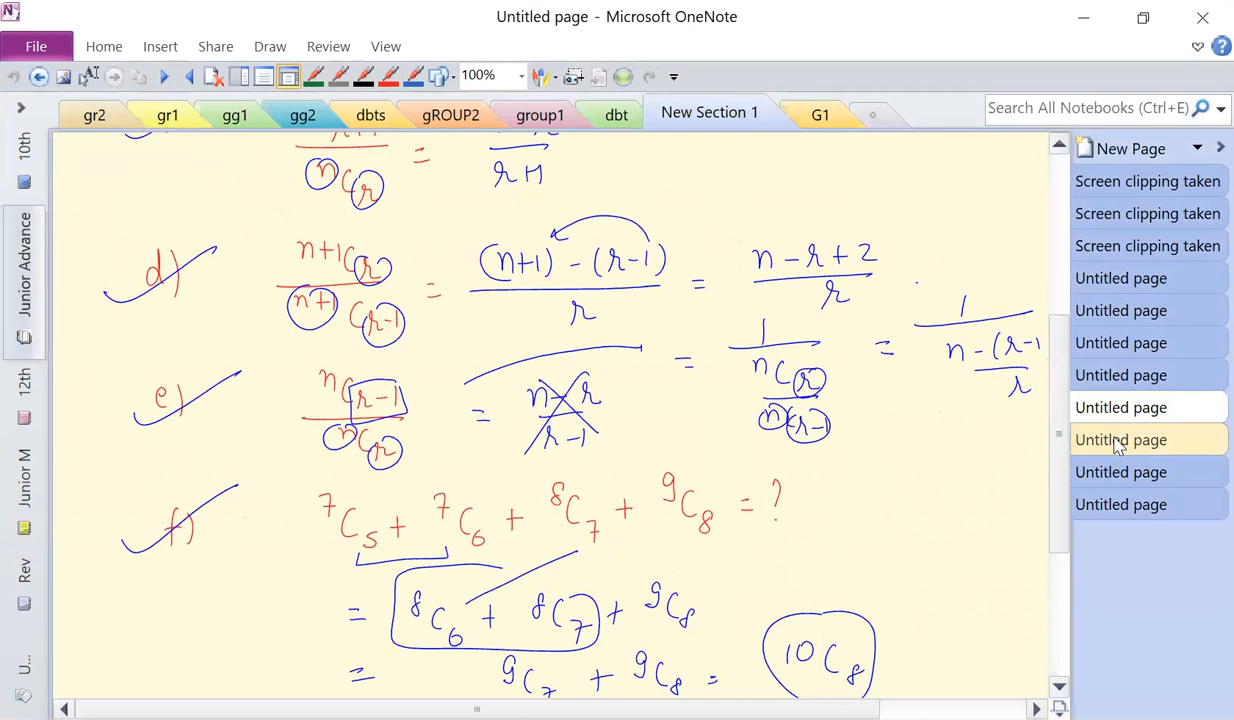 Untitled page - Microsoft OneNote
File Home Insert Share Draw Review View
100%
gr2 gr1 gg1 gg2 dbts gROUP2 group1 dbt New Section 1 G1
Search All Notebooks (Ctrl+E)
10th
Junior Advance
12th
Junior M
Rev
U...
New Page
Screen clipping taken
Screen clipping taken
Screen clipping taken
Untitled page
Untitled page
Untitled page
Untitled page
Untitled page
Untitled page
Untitled page
Untitled page
nCr = r+1
d) n+1Cr / n+1Cr-1 = (n+1) - (r-1) / r = n-r+2 / r
e) nCr-1 / nCr = n-r / r-1 = 1 / nCr / nCr-1 = 1 / n-(r-1 / r
f) 7C5 + 7C6 + 8C7 + 9C8 = ?
= 8C6 + 8C7 + 9C8
= 9C7 + 9C8 = 10C8